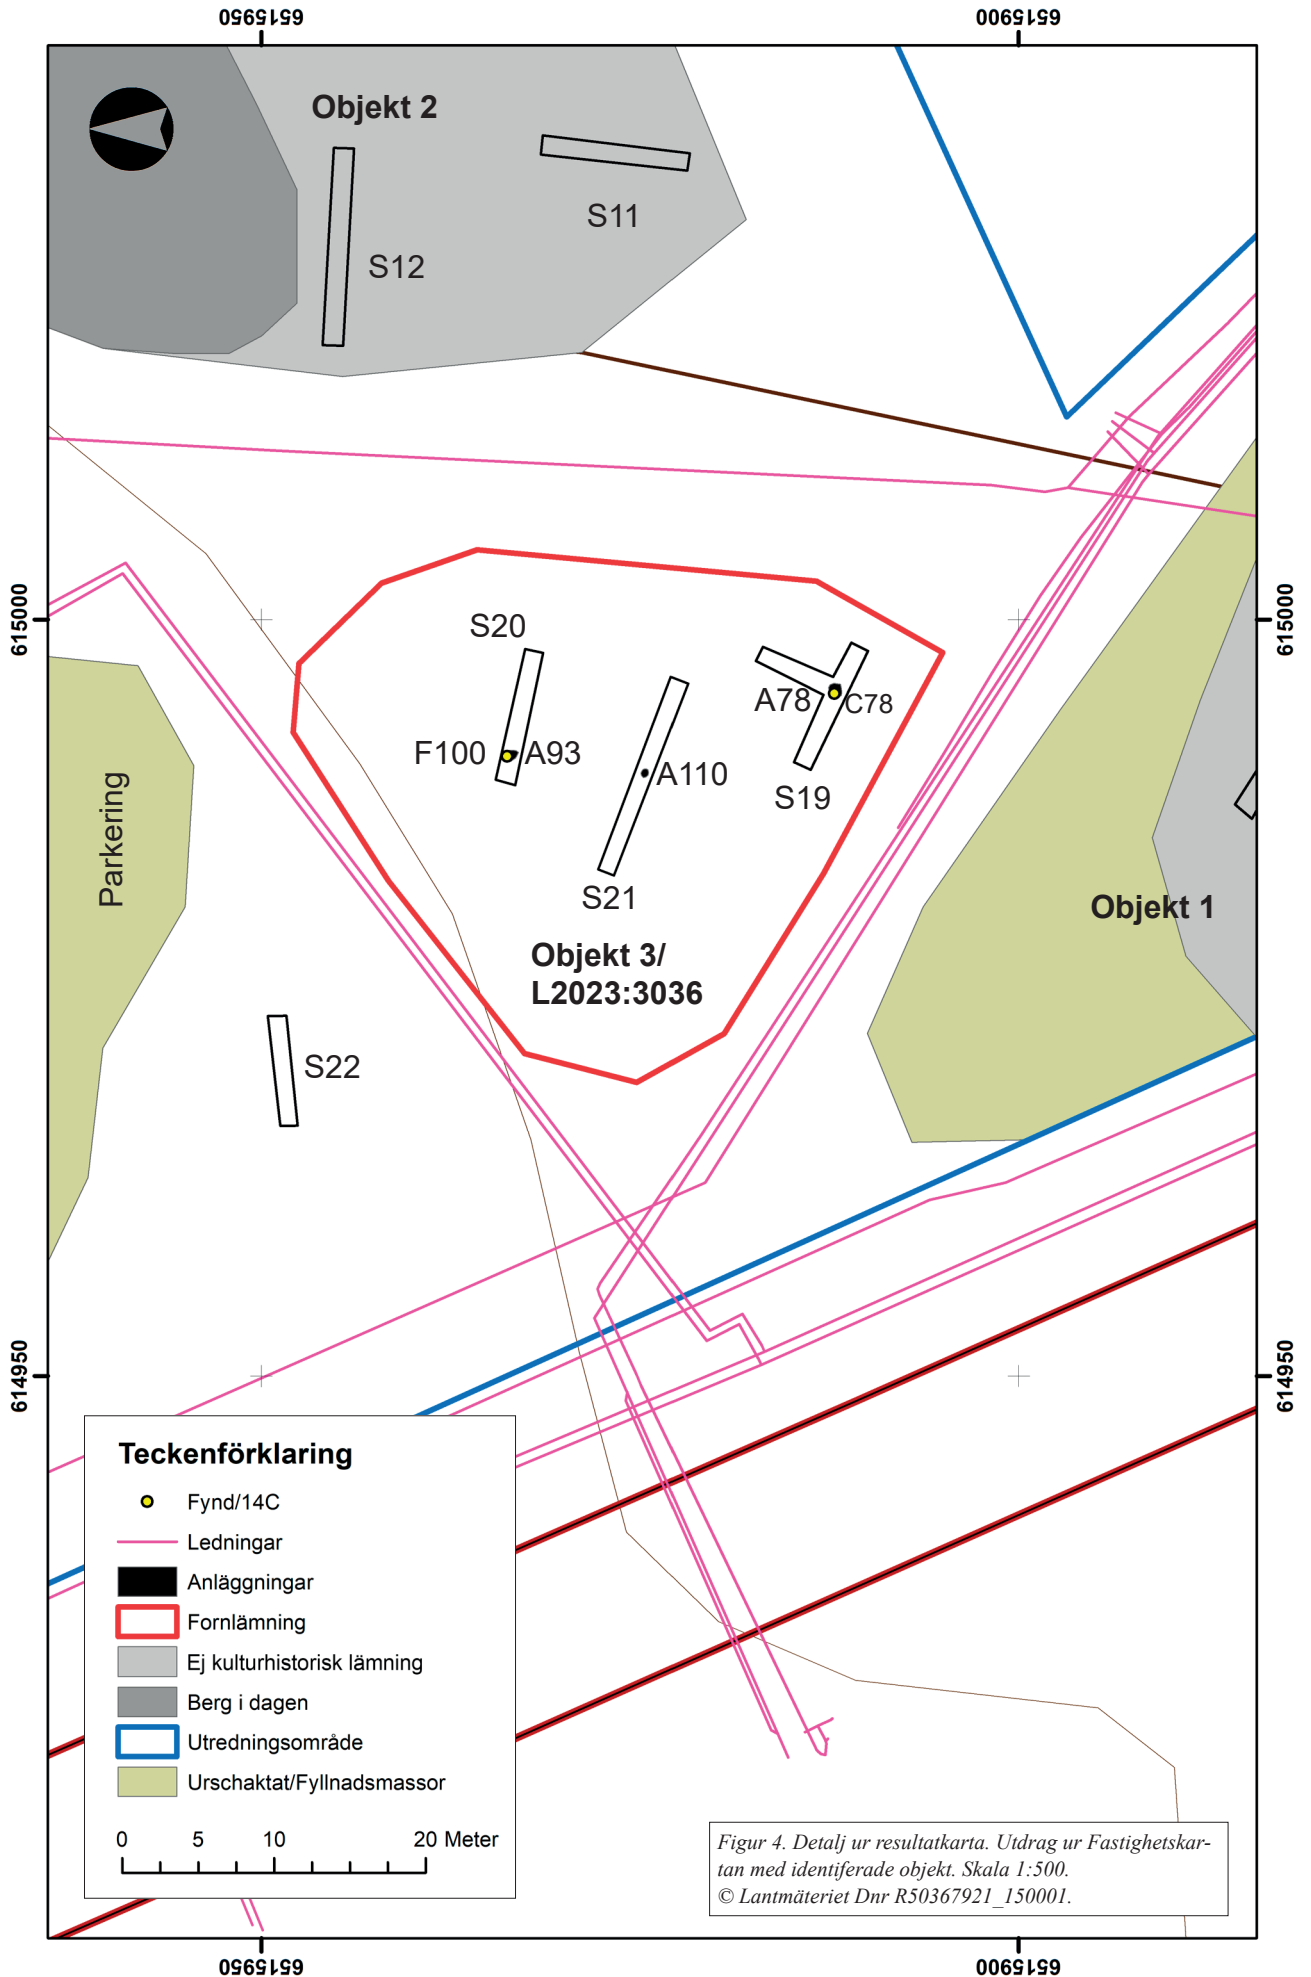 6515950
6515900
Objekt 2
S11
S12
615000
615000
S20
A78
C78
F100
A93
A110
S19
S21
Parkering
Objekt 1
Objekt 3/
L2023:3036
S22
614950
614950
Teckenförklaring
Fynd/14C
Ledningar
Anläggningar
Fornlämning
Ej kulturhistorisk lämning
Berg i dagen
Utredningsområde
Urschaktat/Fyllnadsmassor
0 5 10 20 Meter
Figur 4. Detalj ur resultatkarta. Utdrag ur Fastighetskar-
tan med identiferade objekt. Skala 1:500.
© Lantmäteriet Dnr R50367921_150001.
6515950
6515900